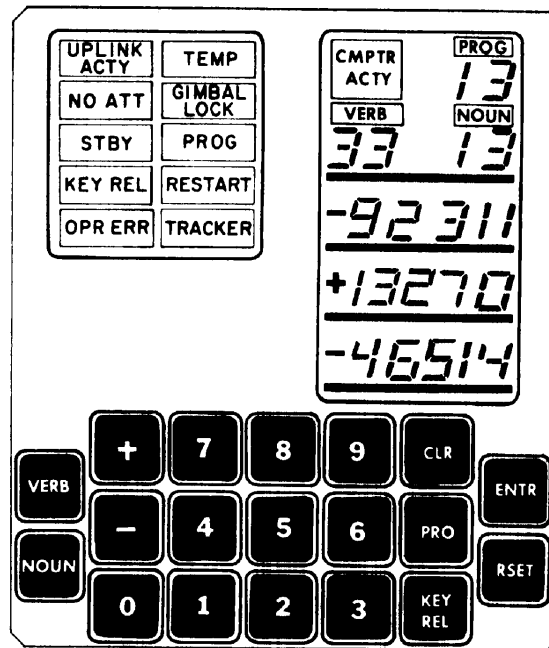 UPLINK ACTY
TEMP
NO ATT
GIMBAL LOCK
STBY
PROG
KEY REL
RESTART
OPR ERR
TRACKER
CMPTR ACTY
PROG
13
VERB
NOUN
33
13
-92311
+13270
-46514
VERB
NOUN
+
7
8
9
CLR
-
4
5
6
PRO
0
1
2
3
KEY REL
ENTR
RSET